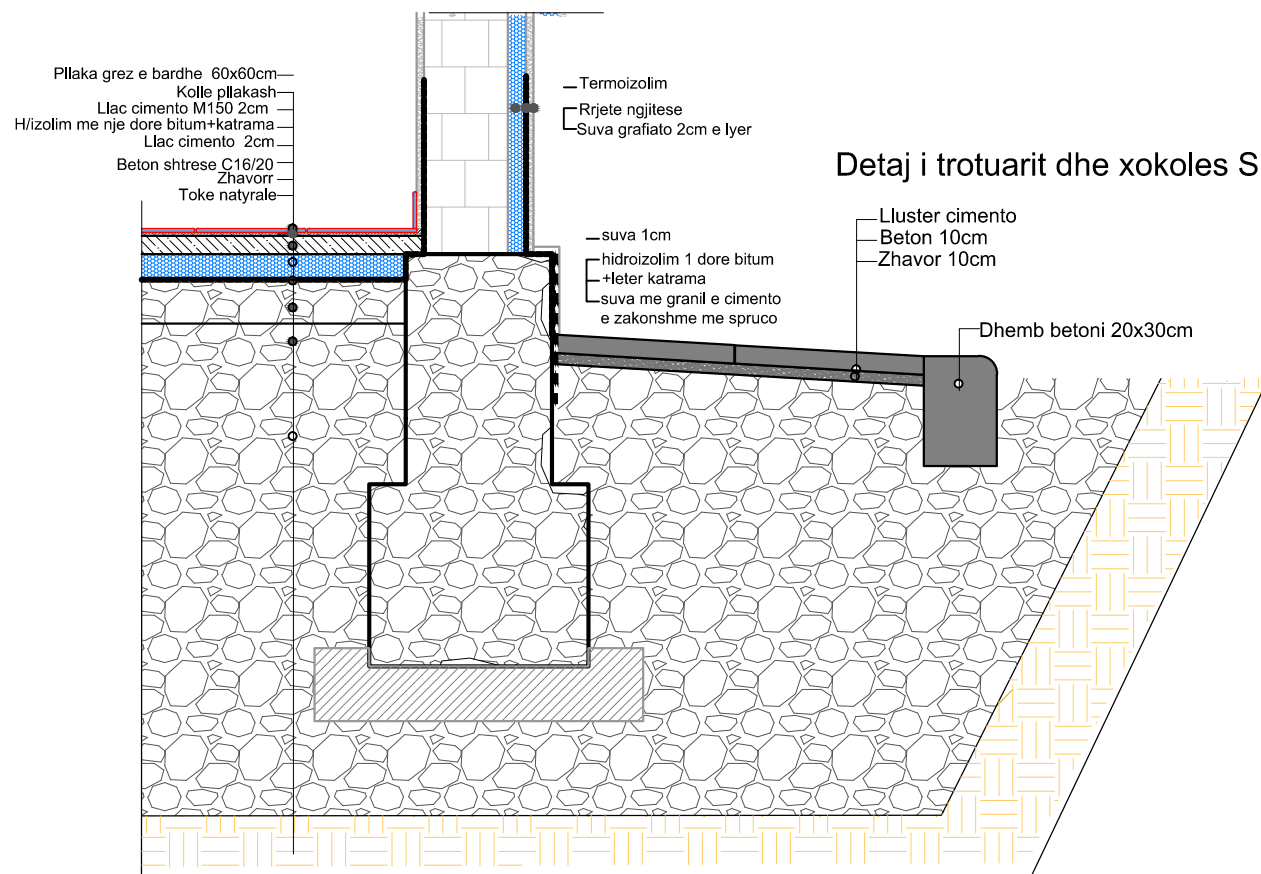 Pllaka grez e bardhe 60x60cm
Kolle pllakash
Llac cimento M150 2cm
H/izolim me nje dore bitum+katrama
Llac cimento 2cm
Beton shtrese C16/20
Zhavorr
Toke natyrale
Termoizolim
Rrjete ngjitese
Suva grafiato 2cm e lyer
Detaj i trotuarit dhe xokoles S
suva 1cm
hidroizolim 1 dore bitum
+leter katrama
suva me granil e cimento
e zakonshme me spruco
Lluster cimento
Beton 10cm
Zhavor 10cm
Dhemb betoni 20x30cm